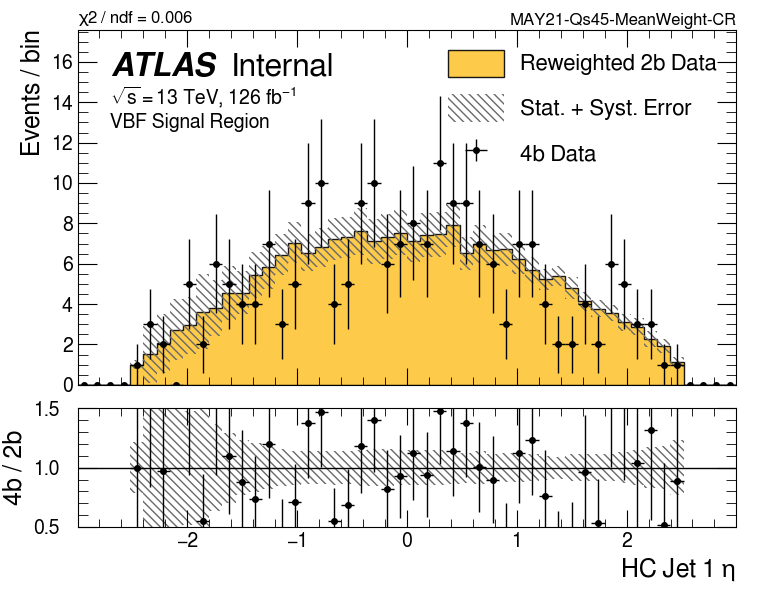 χ2 / ndf = 0.006
MAY21-Qs45-MeanWeight-CR
Events / bin
ATLAS Internal
√s = 13 TeV, 126 fb⁻¹
VBF Signal Region
Reweighted 2b Data
Stat. + Syst. Error
4b Data
16
14
12
10
8
6
4
2
0
4b / 2b
1.5
1.0
0.5
−2 −1 0 1 2
HC Jet 1 η